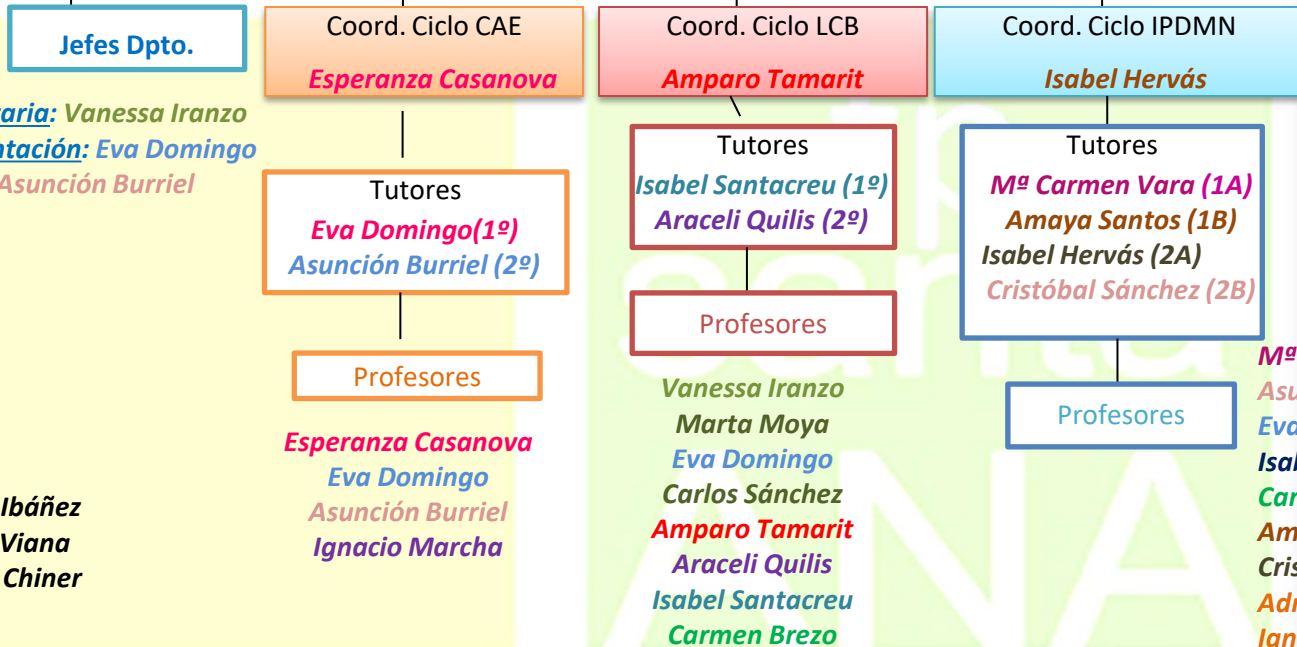 Jefes Dpto.
Vanessa Iranzo
Eva Domingo
Asunción Burriel
Ibáñez
Viana
Chiner
Coord. Ciclo CAE
Esperanza Casanova
Tutores
Eva Domingo(1º)
Asunción Burriel (2º)
Profesores
Esperanza Casanova
Eva Domingo
Asunción Burriel
Ignacio Marcha
Coord. Ciclo LCB
Amparo Tamarit
Tutores
Isabel Santacreu (1º)
Araceli Quilis (2º)
Profesores
Vanessa Iranzo
Marta Moya
Eva Domingo
Carlos Sánchez
Amparo Tamarit
Araceli Quilis
Isabel Santacreu
Carmen Brezo
Coord. Ciclo IPDMN
Isabel Hervás
Tutores
Mª Carmen Vara (1A)
Amaya Santos (1B)
Isabel Hervás (2A)
Cristóbal Sánchez (2B)
Profesores
Mª
santa
ANA